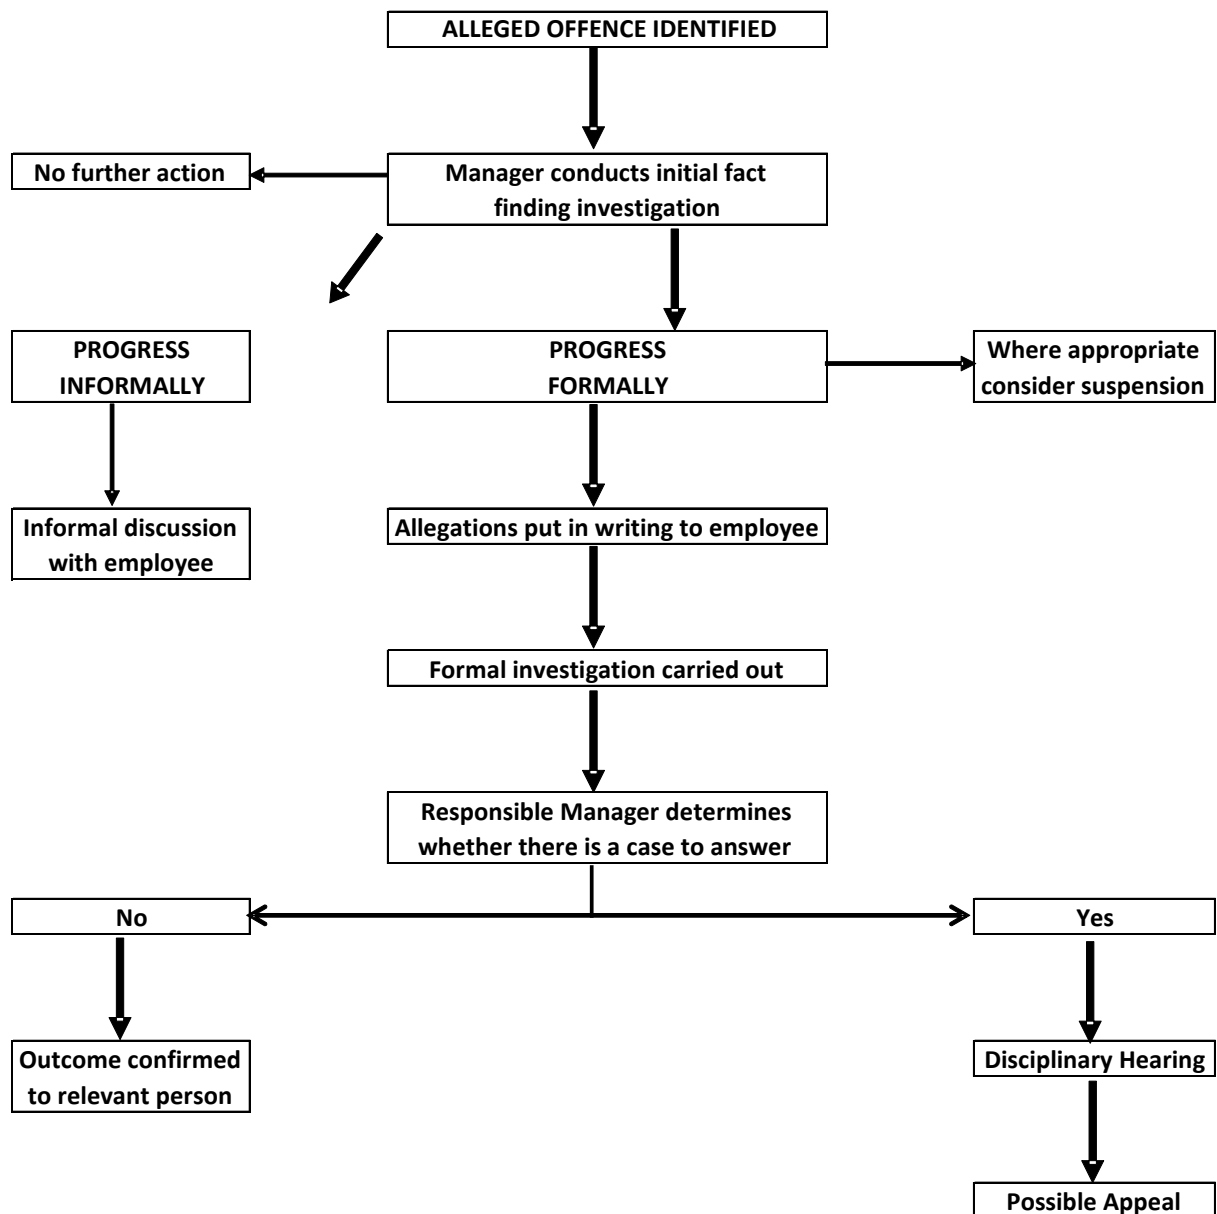 ALLEGED OFFENCE IDENTIFIED
No further action
Manager conducts initial fact
finding investigation
PROGRESS
INFORMALLY
PROGRESS
FORMALLY
Where appropriate
consider suspension
Informal discussion
with employee
Allegations put in writing to employee
Formal investigation carried out
Responsible Manager determines
whether there is a case to answer
No
Yes
Outcome confirmed
to relevant person
Disciplinary Hearing
Possible Appeal